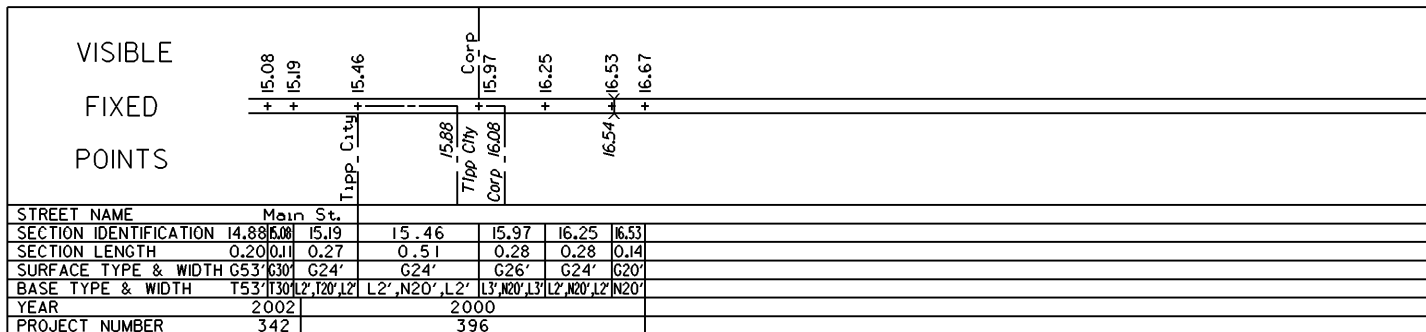 VISIBLE
FIXED
POINTS
15.08 15.19 15.46 Corp 15.97 16.25 16.53 16.67
Tipp City 15.88 Tipp City Corp 16.08 16.54
STREET NAME Main St.
SECTION IDENTIFICATION 14.88 15.08 15.19 15.46 15.97 16.25 16.53
SECTION LENGTH 0.20 0.11 0.27 0.51 0.28 0.28 0.14
SURFACE TYPE & WIDTH G53' G30' G24' G24' G26' G24' G20'
BASE TYPE & WIDTH T53' T30' L2',T20',L2' L2',N20',L2' L3',N20',L3' L2',N20',L2' N20'
YEAR 2002 2000
PROJECT NUMBER 342 396